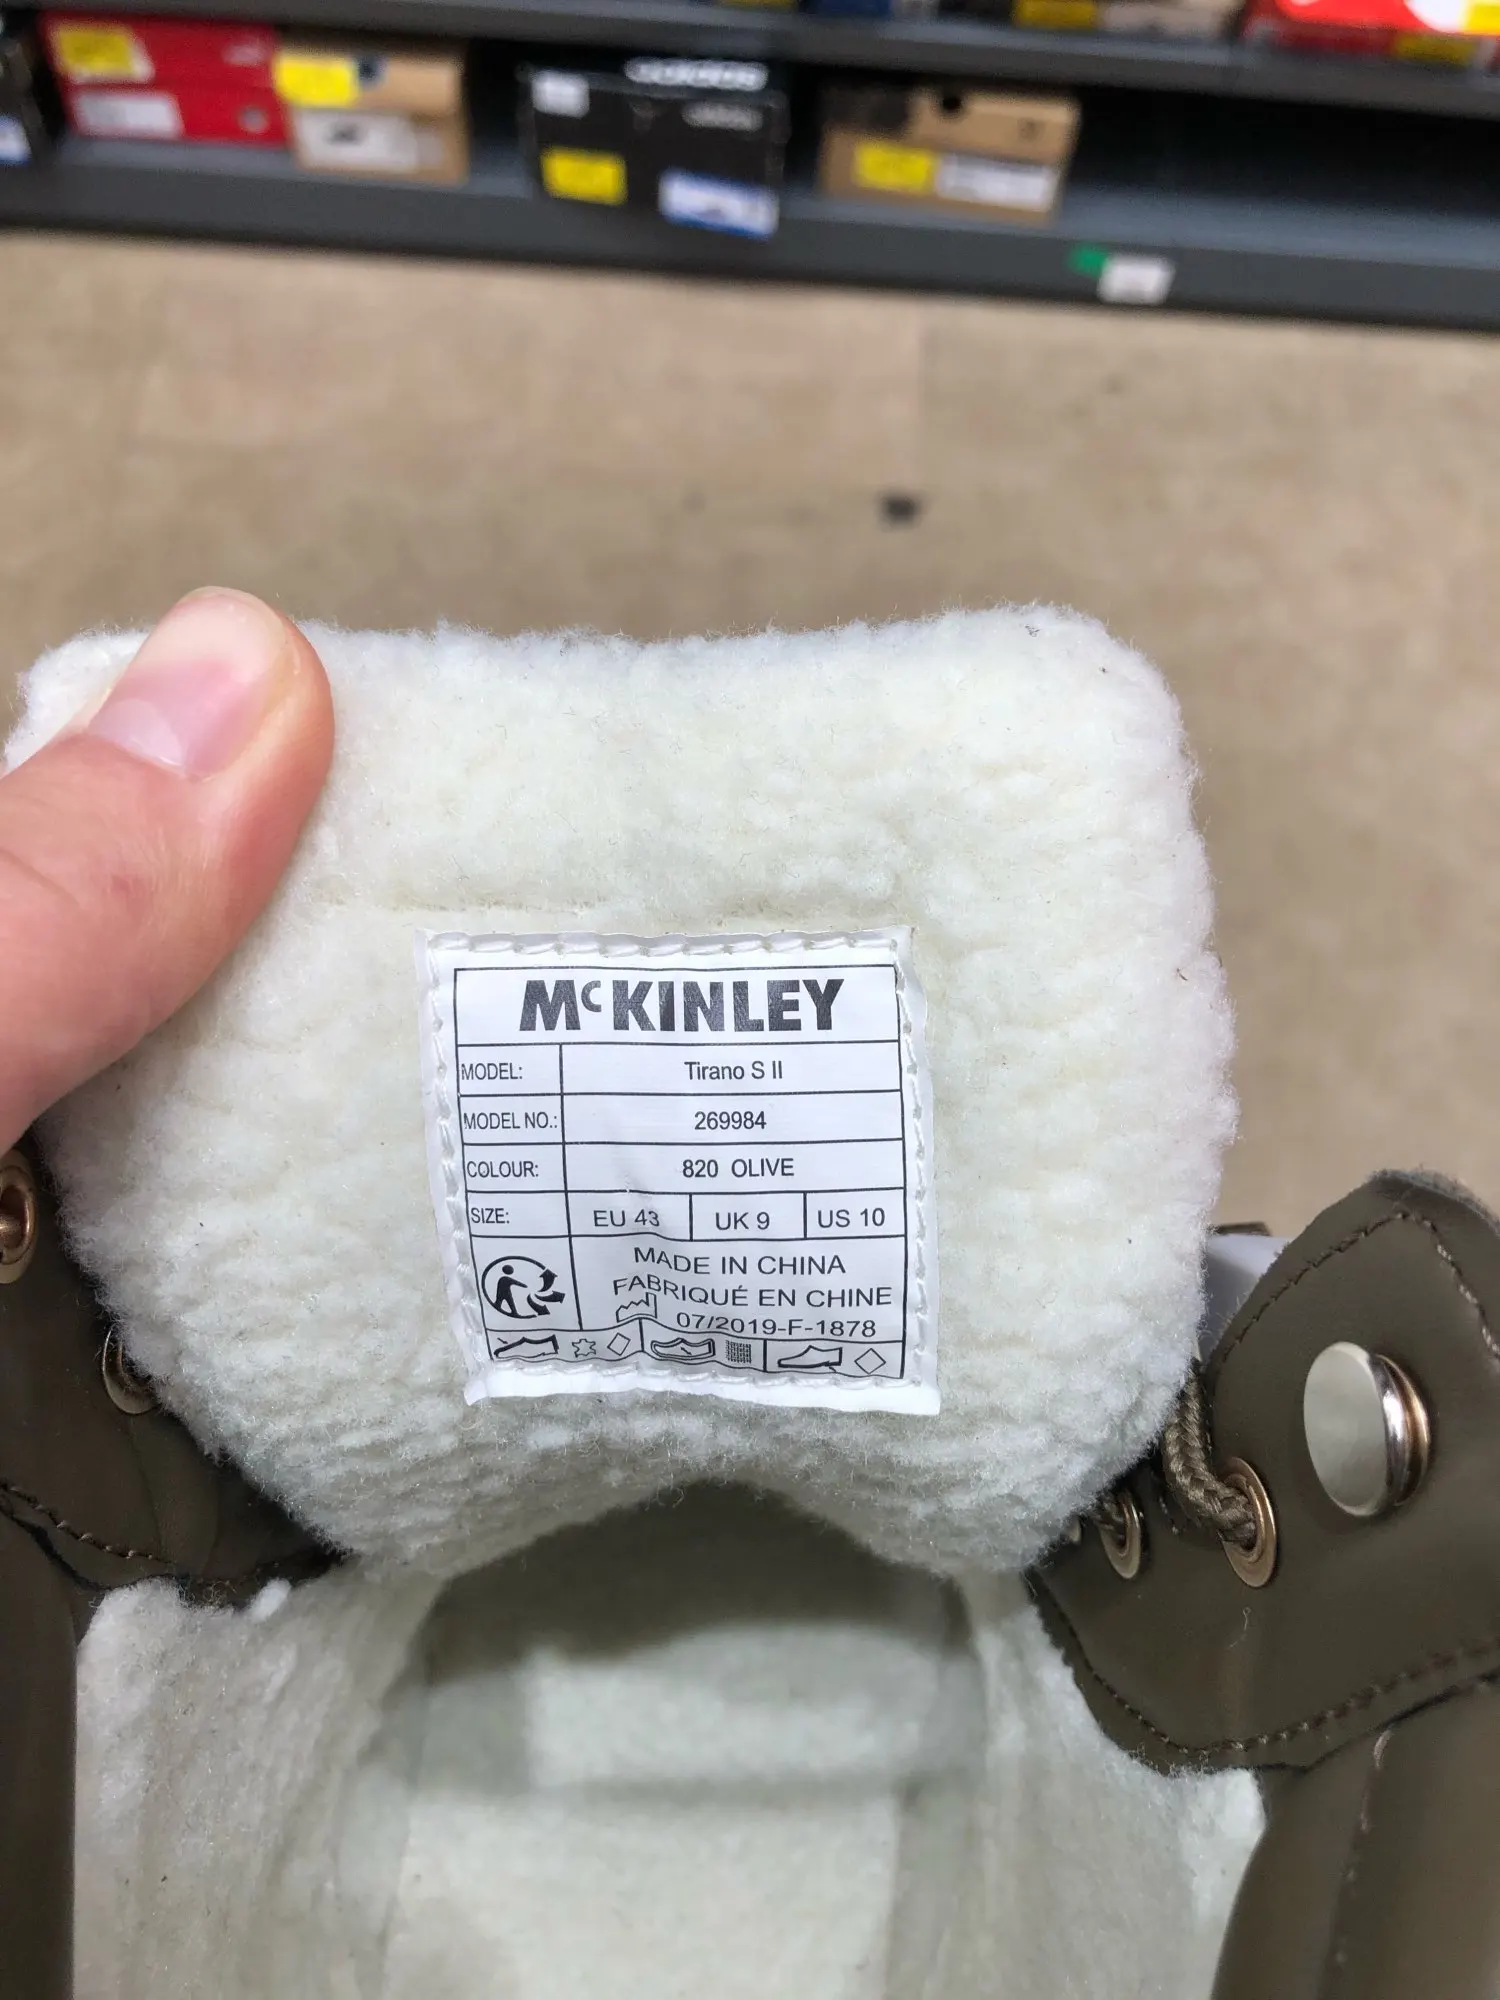 adidas
McKINLEY
MODEL: Tirano S II
MODEL NO.: 269984
COLOUR: 820 OLIVE
SIZE: EU 43 UK 9 US 10
MADE IN CHINA
FABRIQUÉ EN CHINE
07/2019-F-1878